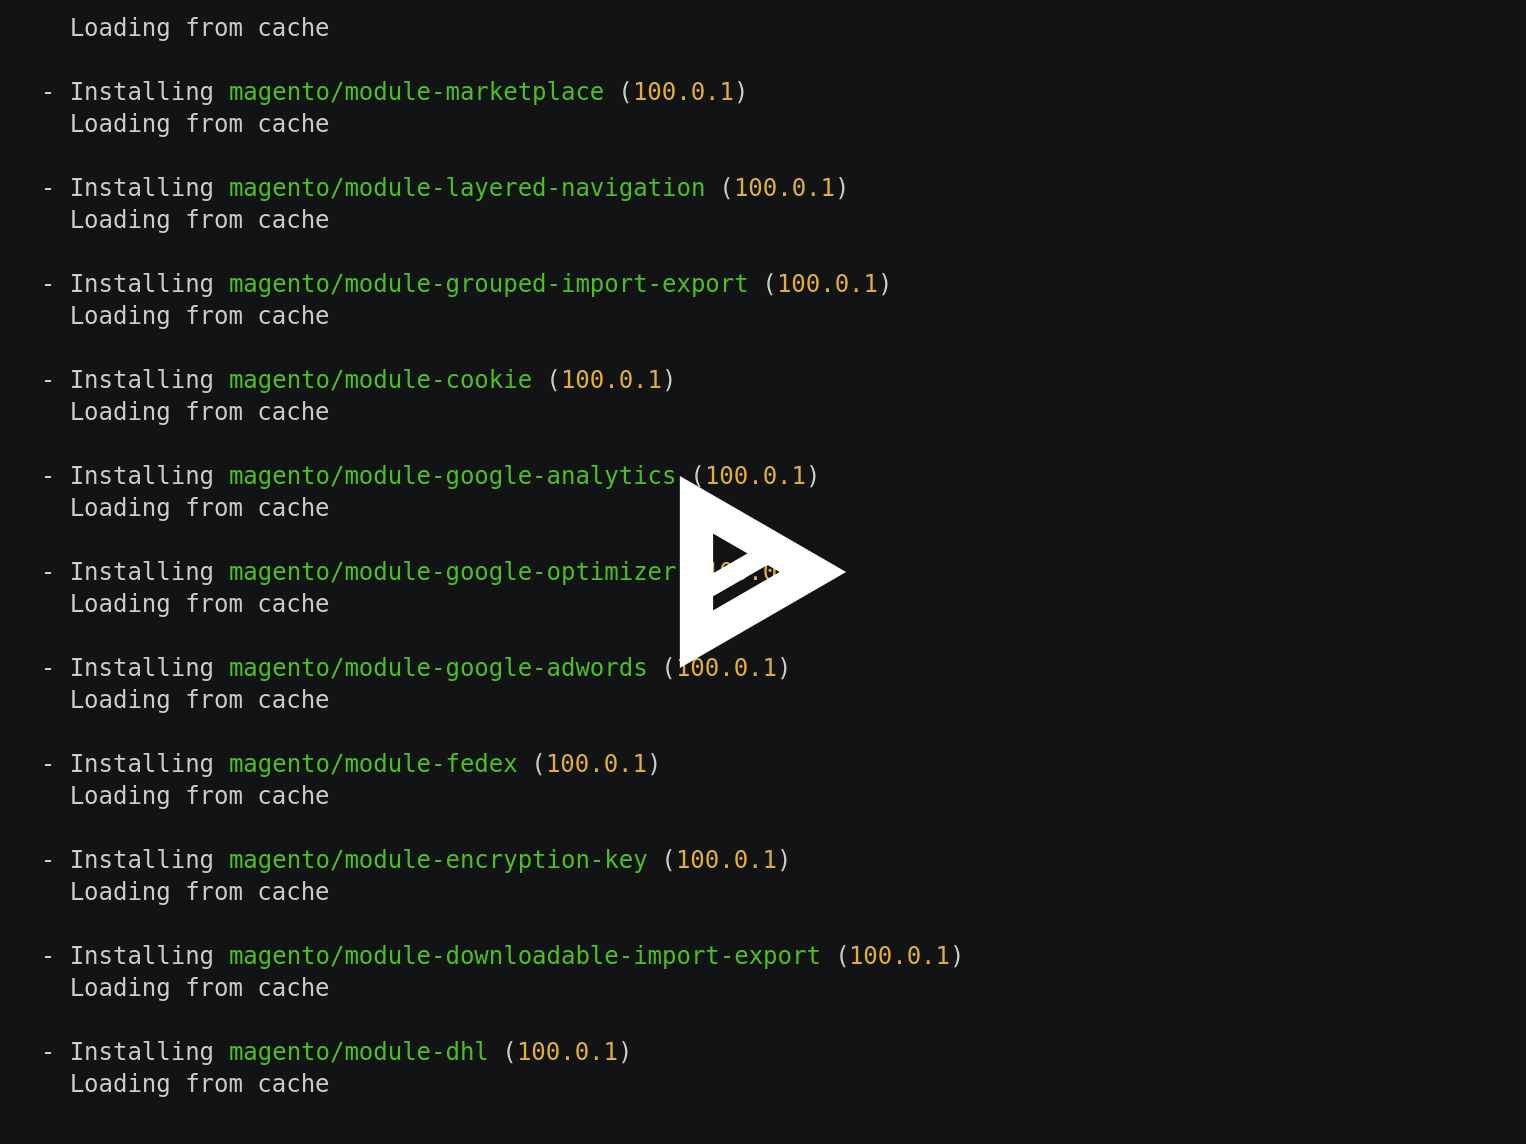 Loading from cache
- Installing magento/module-marketplace (100.0.1)
Loading from cache
- Installing magento/module-layered-navigation (100.0.1)
Loading from cache
- Installing magento/module-grouped-import-export (100.0.1)
Loading from cache
- Installing magento/module-cookie (100.0.1)
Loading from cache
- Installing magento/module-google-analytics (100.0.1)
Loading from cache
- Installing magento/module-google-optimizer
Loading from cache
- Installing magento/module-google-adwords (100.0.1)
Loading from cache
- Installing magento/module-fedex (100.0.1)
Loading from cache
- Installing magento/module-encryption-key (100.0.1)
Loading from cache
- Installing magento/module-downloadable-import-export (100.0.1)
Loading from cache
- Installing magento/module-dhl (100.0.1)
Loading from cache